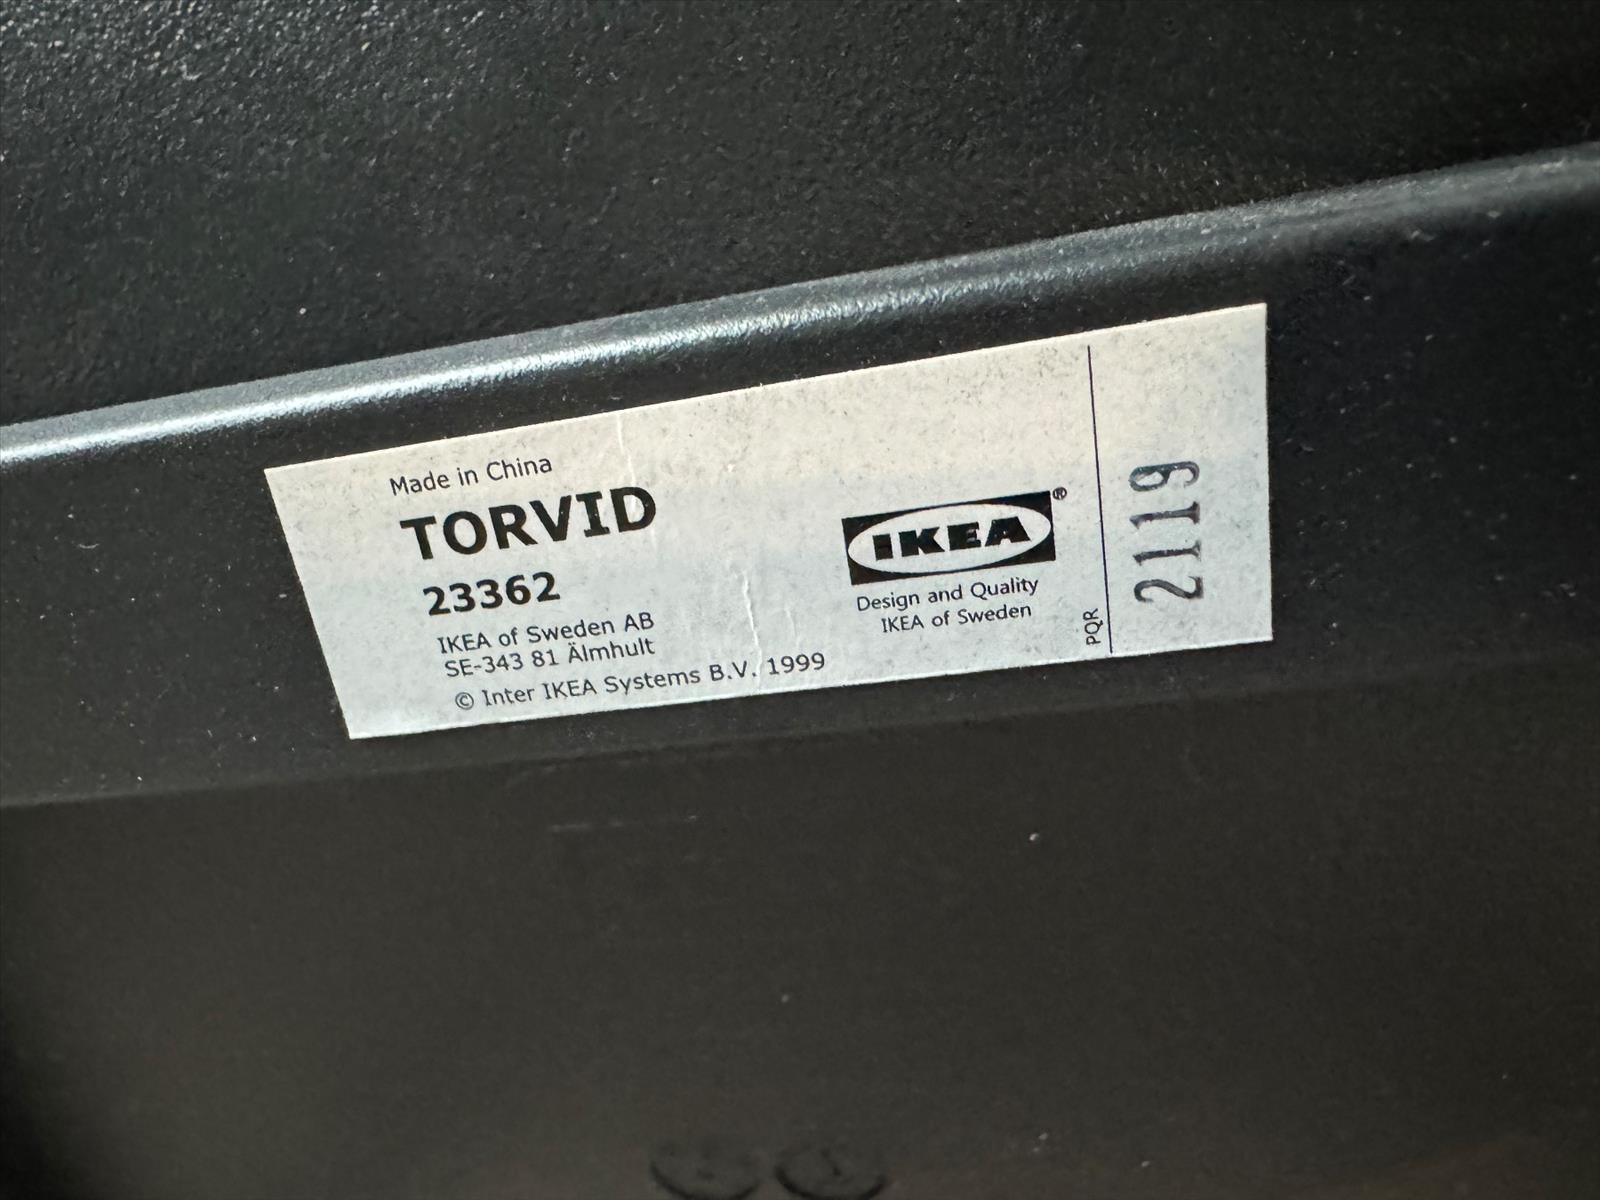 Made in China
TORVID
23362
IKEA of Sweden AB
SE-343 81 Älmhult
© Inter IKEA Systems B.V. 1999
IKEA®
Design and Quality
IKEA of Sweden
PQR
2119